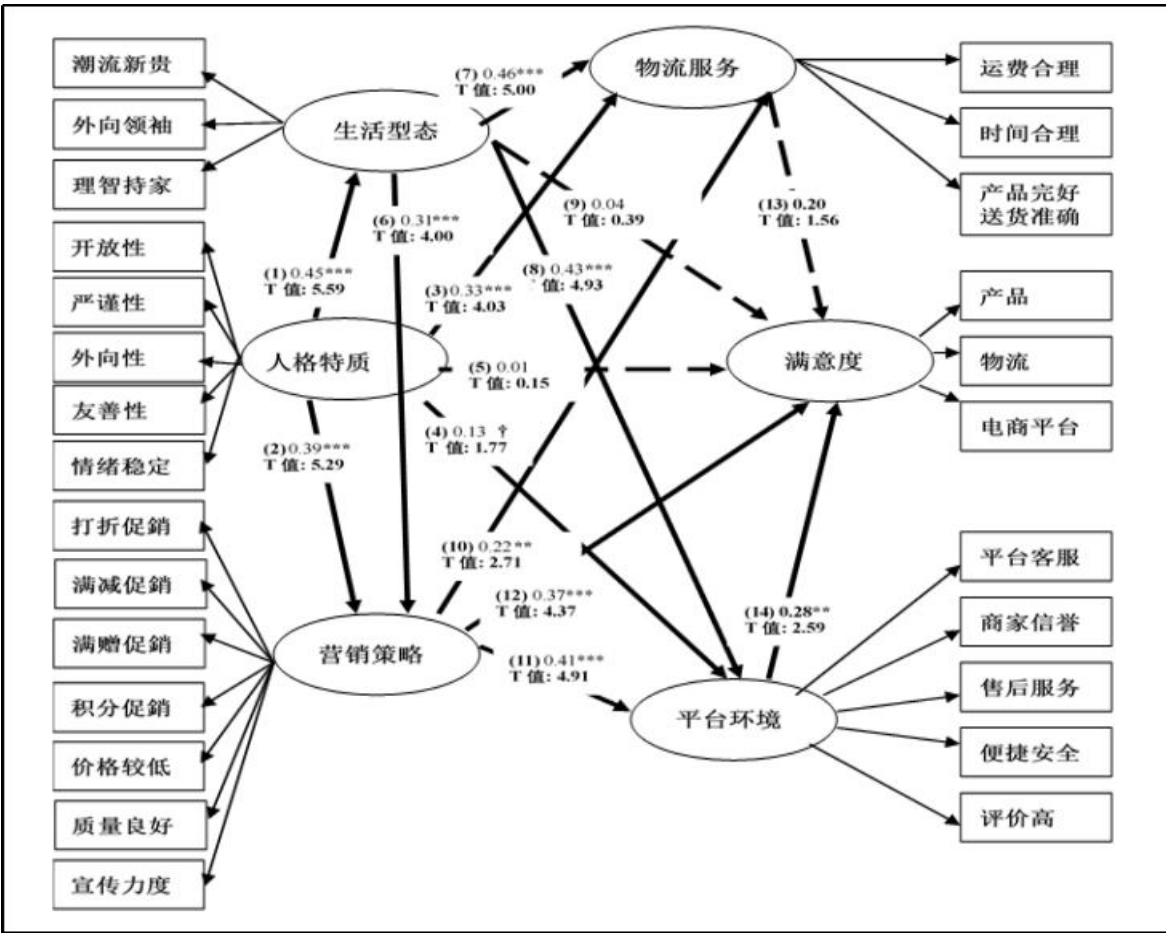 潮流新贵
外向领袖
理智持家
开放性
严谨性
外向性
友善性
情绪稳定
打折促銷
满减促銷
满赠促銷
积分促銷
价格较低
质量良好
宣传力度
生活型态
人格特质
营销策略
(7) 0.46***
T 值: 5.00
(6) 0.31***
T 值: 4.00
(1) 0.45***
T 值: 5.59
(3) 0.33***
T 值: 4.03
(9) 0.04
T 值: 0.39
(8) 0.43***
T 值: 4.93
(13) 0.20
T 值: 1.56
(5) 0.01
T 值: 0.15
(4) 0.13 †
T 值: 1.77
(2) 0.39***
T 值: 5.29
(10) 0.22**
T 值: 2.71
(12) 0.37***
T 值: 4.37
(11) 0.41***
T 值: 4.91
(14) 0.28**
T 值: 2.59
物流服务
满意度
平台环境
运费合理
时间合理
产品完好
送货准确
产品
物流
电商平台
平台客服
商家信誉
售后服务
便捷安全
评价高